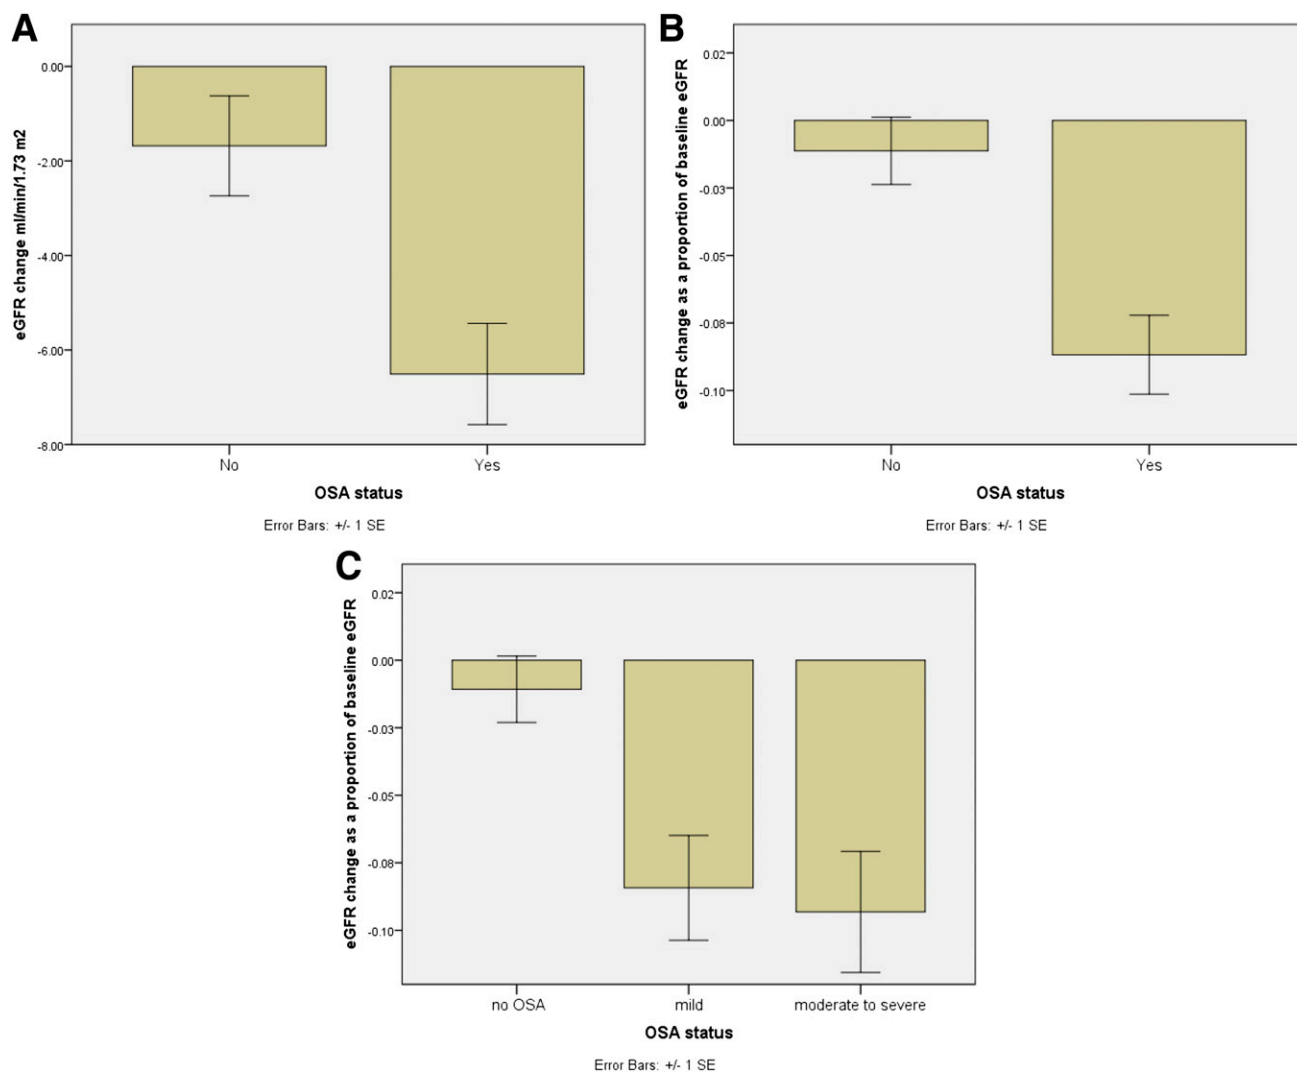 A
eGFR change ml/min/1.73 m2
0.00
-2.00
-4.00
-6.00
-8.00
No Yes
OSA status
Error Bars: +/- 1 SE
B
eGFR change as a proportion of baseline eGFR
0.02
0.00
-0.03
-0.05
-0.08
-0.10
No Yes
OSA status
Error Bars: +/- 1 SE
C
eGFR change as a proportion of baseline eGFR
0.02
0.00
-0.03
-0.05
-0.08
-0.10
no OSA mild moderate to severe
OSA status
Error Bars: +/- 1 SE